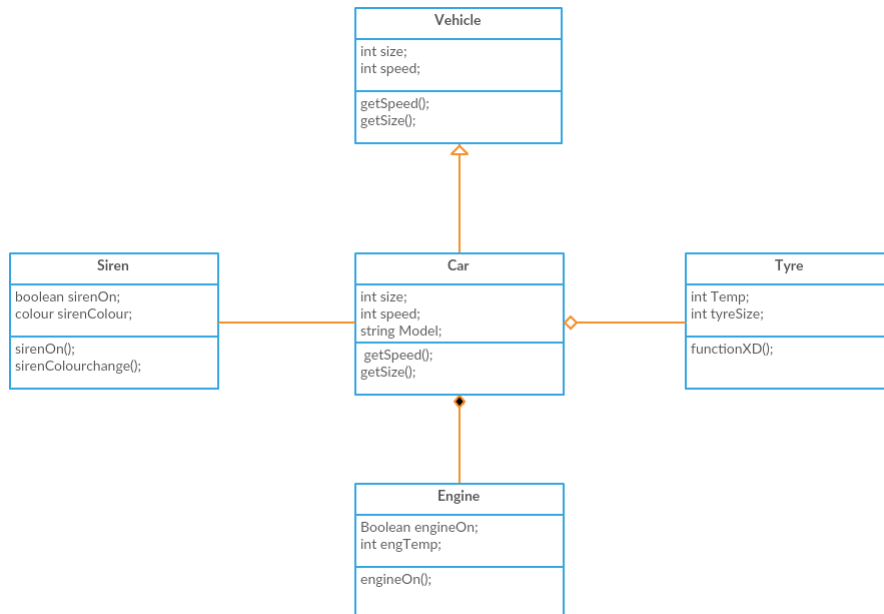 Vehicle
int size;
int speed;
getSpeed();
getSize();
Siren
boolean sirenOn;
colour sirenColour;
sirenOn();
sirenColourchange();
Car
int size;
int speed;
string Model;
getSpeed();
getSize();
Tyre
int Temp;
int tyreSize;
functionXD();
Engine
Boolean engineOn;
int engTemp;
engineOn();